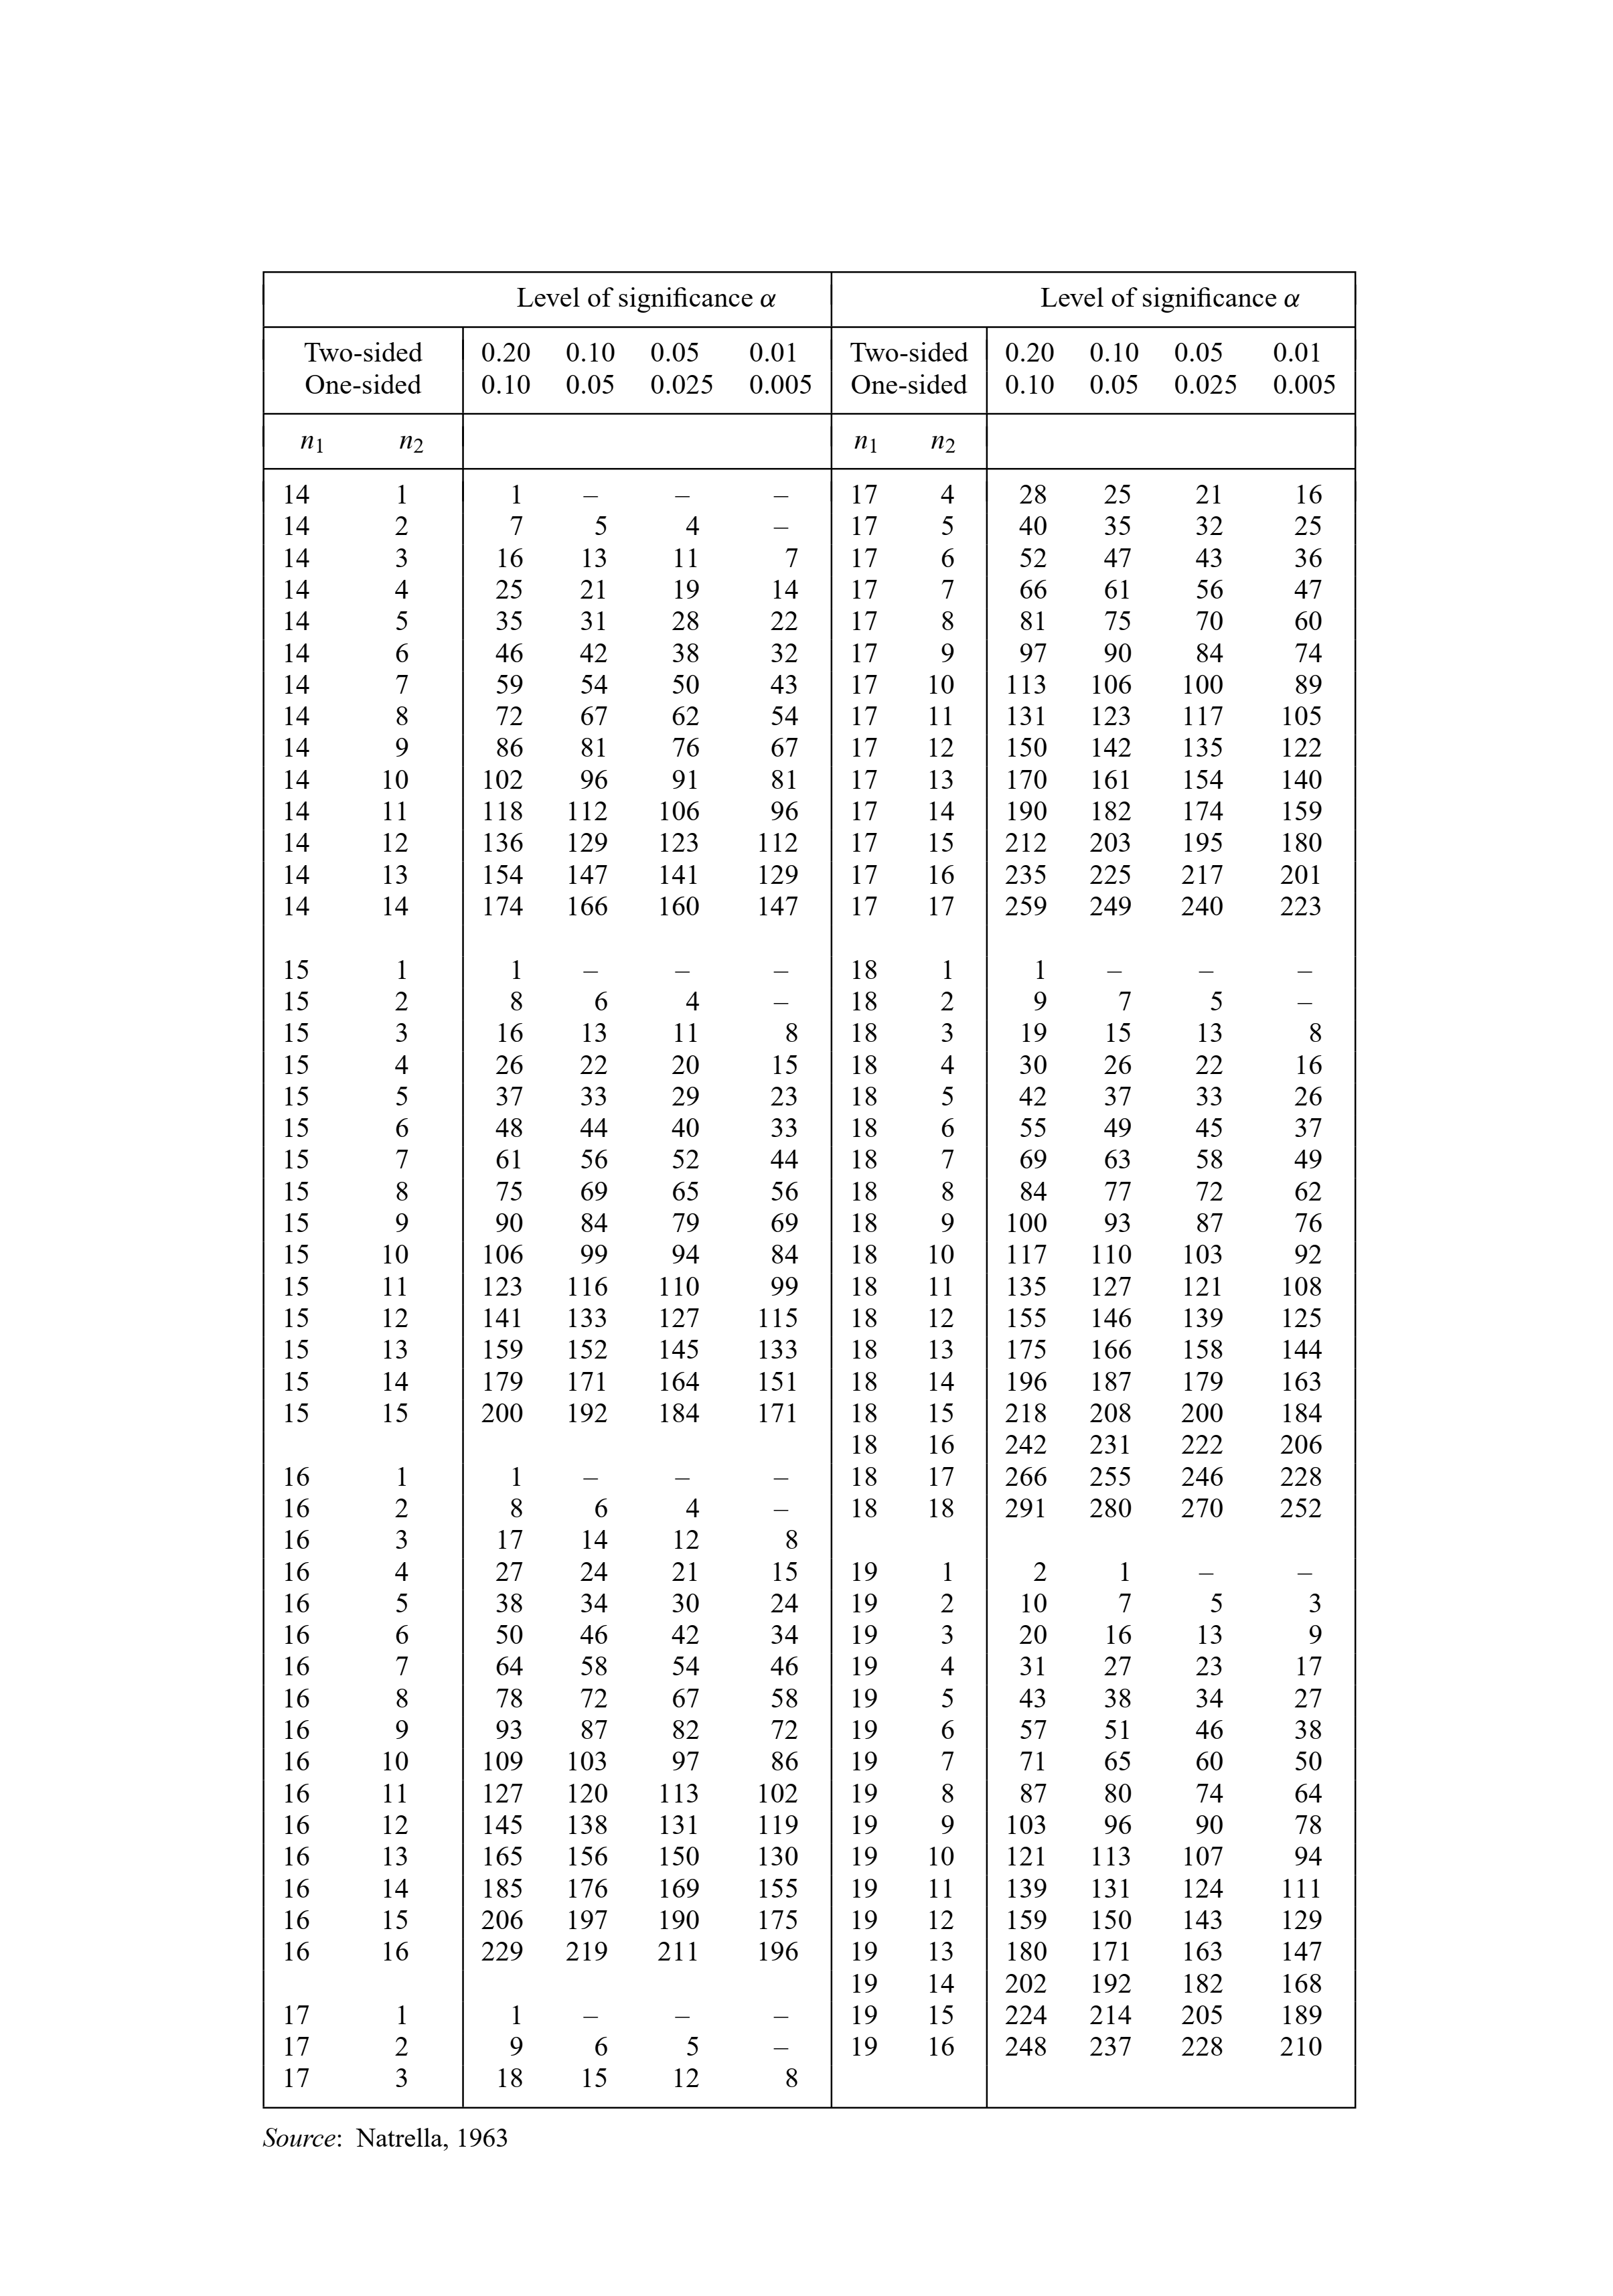 Level of significance α Level of significance α
Two-sided 0.20 0.10 0.05 0.01 Two-sided 0.20 0.10 0.05 0.01
One-sided 0.10 0.05 0.025 0.005 One-sided 0.10 0.05 0.025 0.005
n1 n2 n1 n2
14 1 1 – – – 17 4 28 25 21 16
14 2 7 5 4 – 17 5 40 35 32 25
14 3 16 13 11 7 17 6 52 47 43 36
14 4 25 21 19 14 17 7 66 61 56 47
14 5 35 31 28 22 17 8 81 75 70 60
14 6 46 42 38 32 17 9 97 90 84 74
14 7 59 54 50 43 17 10 113 106 100 89
14 8 72 67 62 54 17 11 131 123 117 105
14 9 86 81 76 67 17 12 150 142 135 122
14 10 102 96 91 81 17 13 170 161 154 140
14 11 118 112 106 96 17 14 190 182 174 159
14 12 136 129 123 112 17 15 212 203 195 180
14 13 154 147 141 129 17 16 235 225 217 201
14 14 174 166 160 147 17 17 259 249 240 223
15 1 1 – – – 18 1 1 – – –
15 2 8 6 4 – 18 2 9 7 5 –
15 3 16 13 11 8 18 3 19 15 13 8
15 4 26 22 20 15 18 4 30 26 22 16
15 5 37 33 29 23 18 5 42 37 33 26
15 6 48 44 40 33 18 6 55 49 45 37
15 7 61 56 52 44 18 7 69 63 58 49
15 8 75 69 65 56 18 8 84 77 72 62
15 9 90 84 79 69 18 9 100 93 87 76
15 10 106 99 94 84 18 10 117 110 103 92
15 11 123 116 110 99 18 11 135 127 121 108
15 12 141 133 127 115 18 12 155 146 139 125
15 13 159 152 145 133 18 13 175 166 158 144
15 14 179 171 164 151 18 14 196 187 179 163
15 15 200 192 184 171 18 15 218 208 200 184
18 16 242 231 222 206
16 1 1 – – – 18 17 266 255 246 228
16 2 8 6 4 – 18 18 291 280 270 252
16 3 17 14 12 8
16 4 27 24 21 15 19 1 2 1 – –
16 5 38 34 30 24 19 2 10 7 5 3
16 6 50 46 42 34 19 3 20 16 13 9
16 7 64 58 54 46 19 4 31 27 23 17
16 8 78 72 67 58 19 5 43 38 34 27
16 9 93 87 82 72 19 6 57 51 46 38
16 10 109 103 97 86 19 7 71 65 60 50
16 11 127 120 113 102 19 8 87 80 74 64
16 12 145 138 131 119 19 9 103 96 90 78
16 13 165 156 150 130 19 10 121 113 107 94
16 14 185 176 169 155 19 11 139 131 124 111
16 15 206 197 190 175 19 12 159 150 143 129
16 16 229 219 211 196 19 13 180 171 163 147
19 14 202 192 182 168
17 1 1 – – – 19 15 224 214 205 189
17 2 9 6 5 – 19 16 248 237 228 210
17 3 18 15 12 8
Source: Natrella, 1963